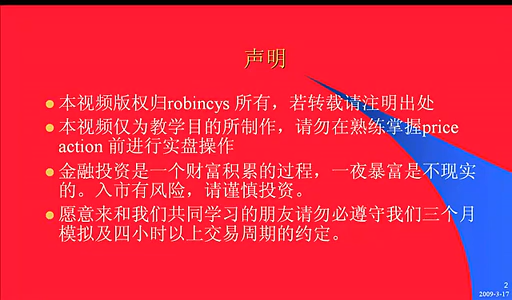 声明
本视频版权归robincys 所有，若转载请注明出处
本视频仅为教学目的所制作，请勿在熟练掌握price
action 前进行实盘操作
金融投资是一个财富积累的过程，一夜暴富是不现实
的。入市有风险，请谨慎投资。
愿意来和我们共同学习的朋友请勿必遵守我们三个月
模拟及四小时以上交易周期的约定。
2
2009-3-17